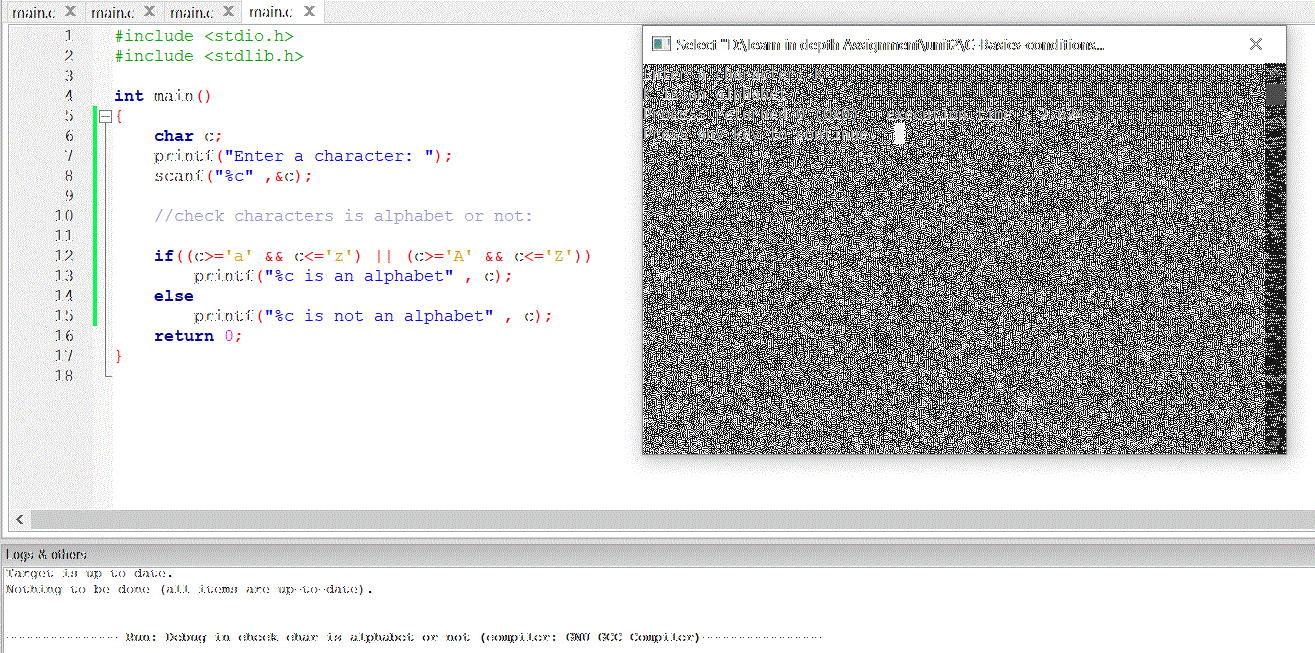 main.c X main.c X main.c X main.c X
1 #include <stdio.h>
2 #include <stdlib.h>
3
4 int main()
5 {
6 char c;
7 printf("Enter a character: ");
8 scanf("%c" ,&c);
9
10 //check characters is alphabet or not:
11
12 if((c>='a' && c<='z') || (c>='A' && c<='Z'))
13 printf("%c is an alphabet" , c);
14 else
15 printf("%c is not an alphabet" , c);
16 return 0;
17 }
18
Select "D:\learn in depth Assignment\unit2\C Basics-conditions...
Logs & others
Target is up to date.
Nothing to be done (all items are up-to-date).
-------------- Run: Debug in check char is alphabet or not (compiler: GNU GCC Compiler)---------------